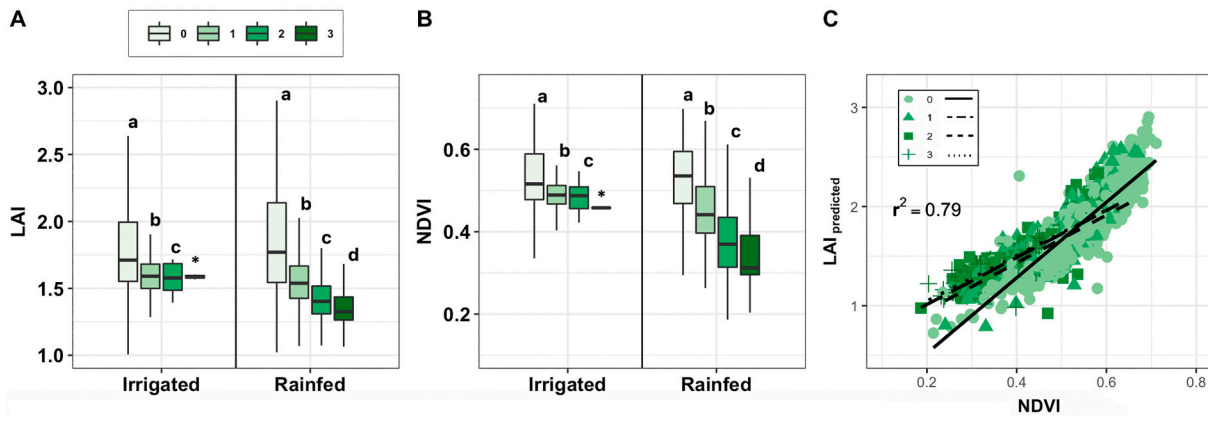 A
0 1 2 3
LAI
3.0
2.5
2.0
1.5
1.0
a
b
c
*
a
b
c
d
Irrigated
Rainfed
B
NDVI
0.6
0.4
0.2
a
b
c
*
a
b
c
d
Irrigated
Rainfed
C
LAI predicted
3
2
1
0
1
2
3
r² = 0.79
0.2 0.4 0.6 0.8
NDVI